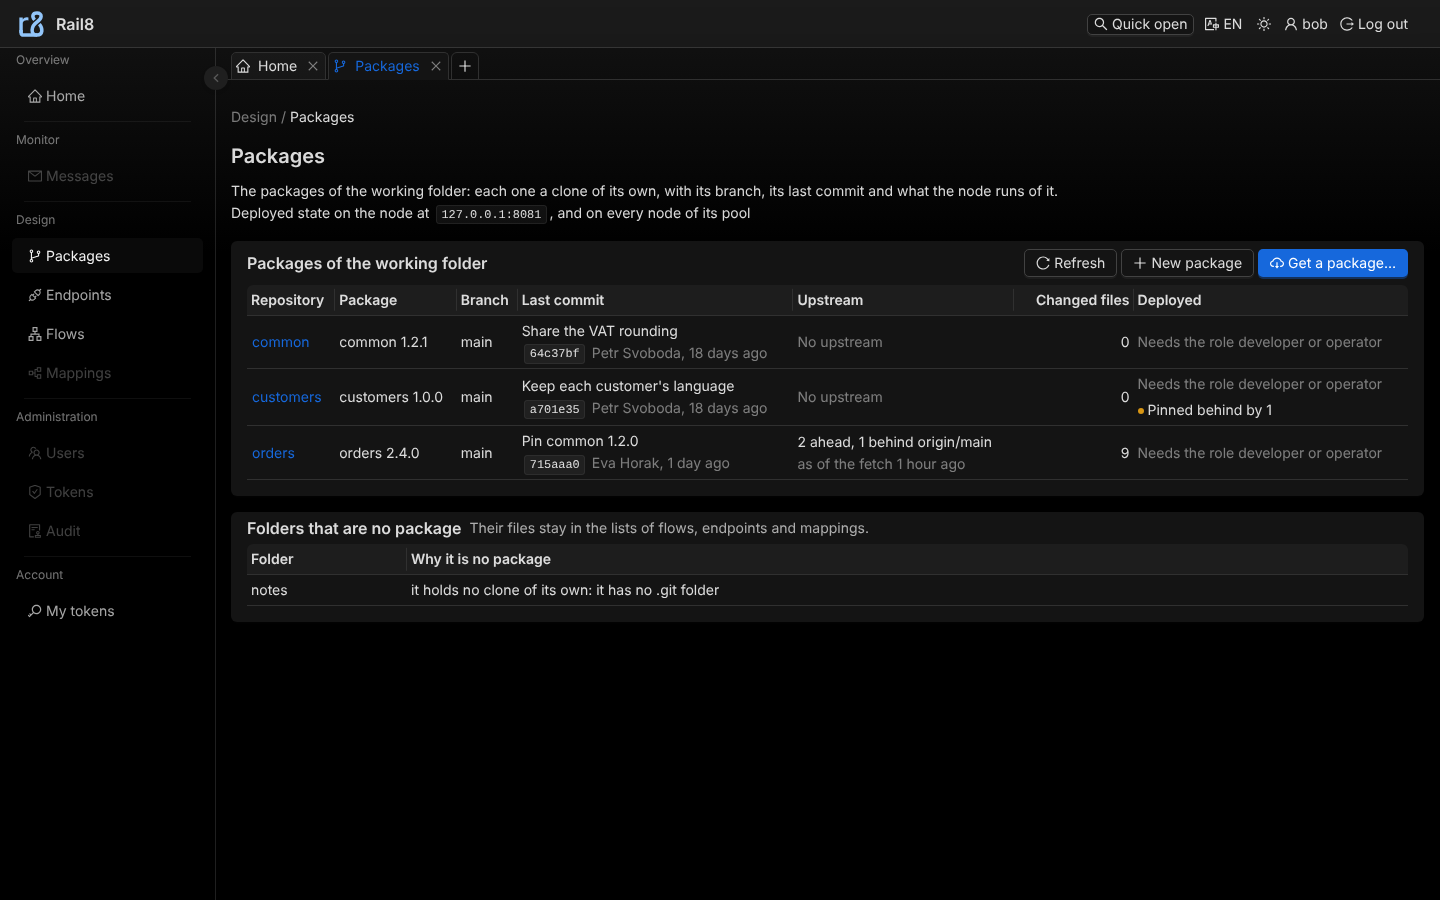 Rail8
Quick open
EN
bob
Log out
Overview
Home
Monitor
Messages
Design
Packages
Endpoints
Flows
Mappings
Administration
Users
Tokens
Audit
Account
My tokens
Home
Packages
Design / Packages
Packages
The packages of the working folder: each one a clone of its own, with its branch, its last commit and what the node runs of it.
Deployed state on the node at 127.0.0.1:8081, and on every node of its pool
Packages of the working folder
Refresh
New package
Get a package...
Repository Package Branch Last commit Upstream Changed files Deployed
common common 1.2.1 main Share the VAT rounding No upstream 0 Needs the role developer or operator
64c37bf Petr Svoboda, 18 days ago
customers customers 1.0.0 main Keep each customer's language No upstream 0 Needs the role developer or operator
a701e35 Petr Svoboda, 18 days ago Pinned behind by 1
orders orders 2.4.0 main Pin common 1.2.0 2 ahead, 1 behind origin/main 9 Needs the role developer or operator
715aaa0 Eva Horak, 1 day ago as of the fetch 1 hour ago
Folders that are no package Their files stay in the lists of flows, endpoints and mappings.
Folder Why it is no package
notes it holds no clone of its own: it has no .git folder